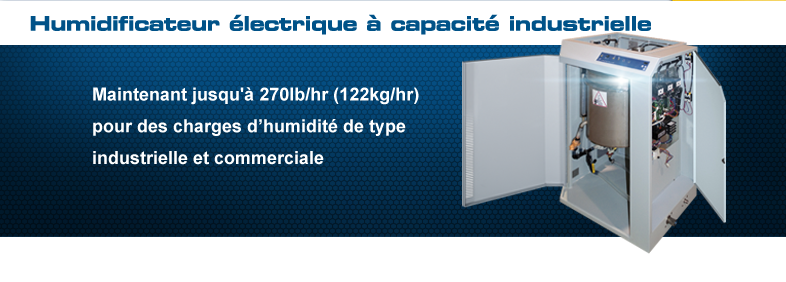 Humidificateur électrique à capacité industrielle
Maintenant jusqu'à 270lb/hr (122kg/hr)
pour des charges d’humidité de type
industrielle et commerciale